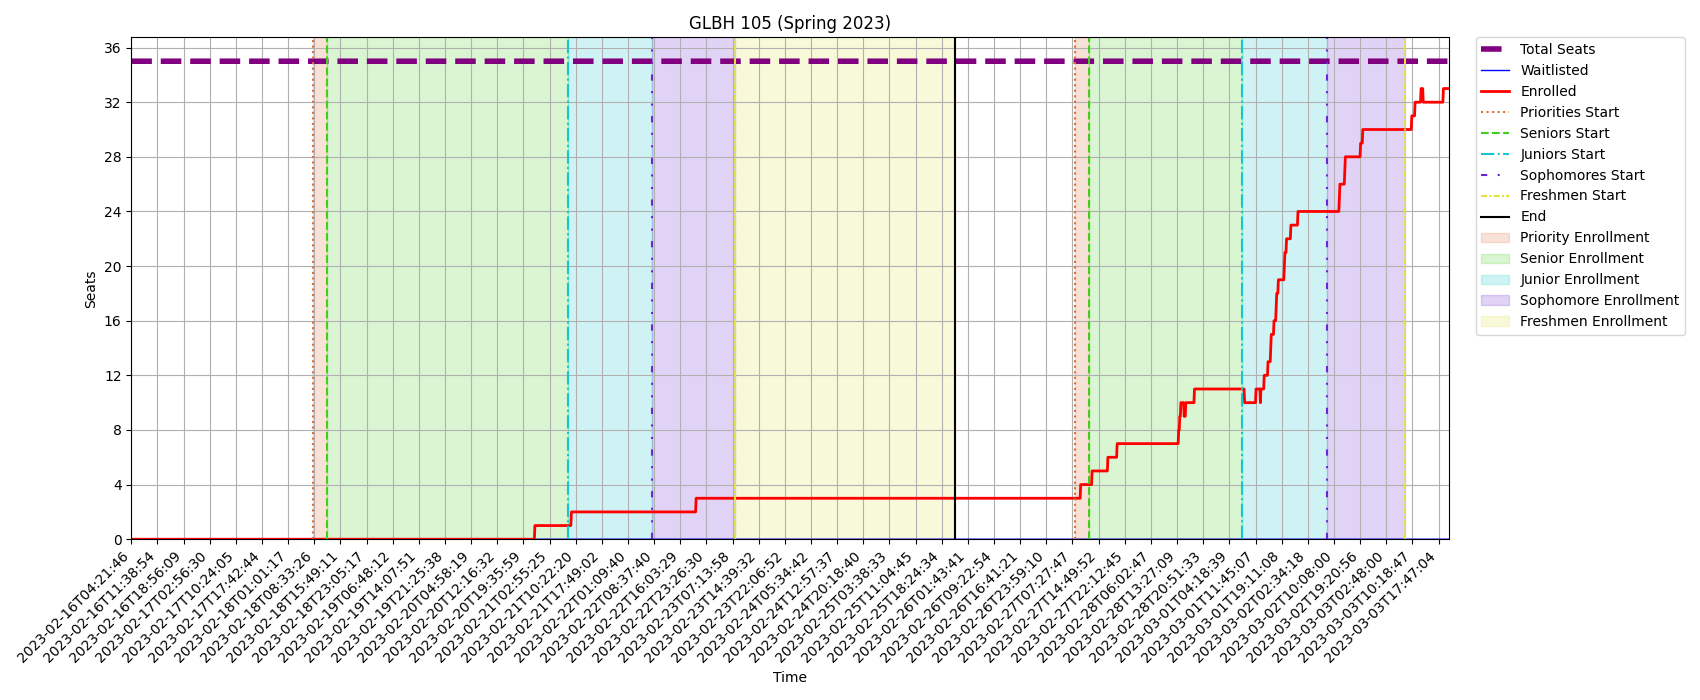 GLBH 105 (Spring 2023)
Seats
36
32
28
24
20
16
12
8
4
0
2023-02-16T04:21:46
2023-02-16T11:38:54
2023-02-16T18:56:09
2023-02-17T02:56:30
2023-02-17T10:24:05
2023-02-17T17:42:44
2023-02-18T01:01:17
2023-02-18T08:33:26
2023-02-18T15:49:11
2023-02-18T23:05:17
2023-02-19T06:48:12
2023-02-19T14:07:51
2023-02-19T21:25:38
2023-02-20T04:58:19
2023-02-20T12:16:32
2023-02-20T19:35:59
2023-02-21T02:55:25
2023-02-21T10:22:20
2023-02-21T17:49:02
2023-02-22T01:09:40
2023-02-22T08:37:40
2023-02-22T16:03:29
2023-02-22T23:26:30
2023-02-23T07:13:58
2023-02-23T14:39:32
2023-02-23T22:06:52
2023-02-24T05:34:42
2023-02-24T12:57:37
2023-02-24T20:18:40
2023-02-25T03:38:33
2023-02-25T11:04:45
2023-02-25T18:24:34
2023-02-26T01:43:41
2023-02-26T09:22:54
2023-02-26T16:41:21
2023-02-26T23:59:10
2023-02-27T07:27:47
2023-02-27T14:49:52
2023-02-27T22:12:45
2023-02-28T06:02:47
2023-02-28T13:27:09
2023-02-28T20:51:33
2023-03-01T04:18:39
2023-03-01T11:45:07
2023-03-01T19:11:08
2023-03-02T02:34:18
2023-03-02T10:08:00
2023-03-02T19:20:56
2023-03-03T02:48:00
2023-03-03T10:18:47
2023-03-03T17:47:04
Time
Total Seats
Waitlisted
Enrolled
Priorities Start
Seniors Start
Juniors Start
Sophomores Start
Freshmen Start
End
Priority Enrollment
Senior Enrollment
Junior Enrollment
Sophomore Enrollment
Freshmen Enrollment